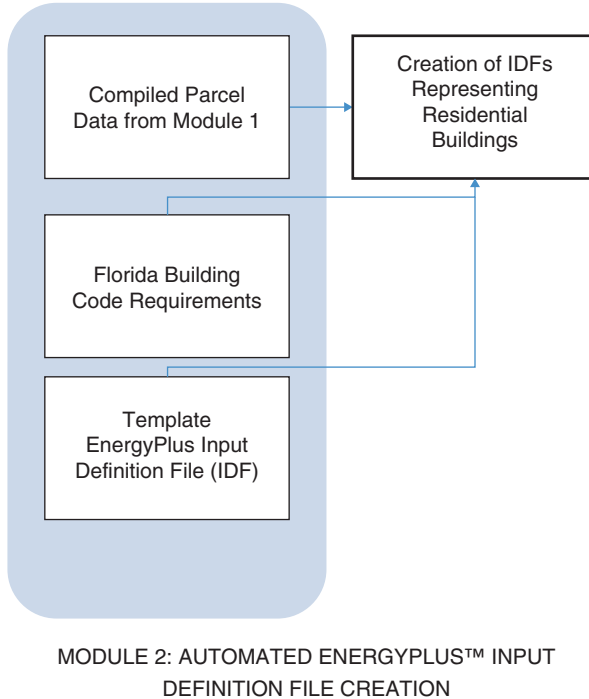 Compiled Parcel
Data from Module 1
Creation of IDFs
Representing
Residential
Buildings
Florida Building
Code Requirements
Template
EnergyPlus Input
Definition File (IDF)
MODULE 2: AUTOMATED ENERGYPLUS™ INPUT
DEFINITION FILE CREATION